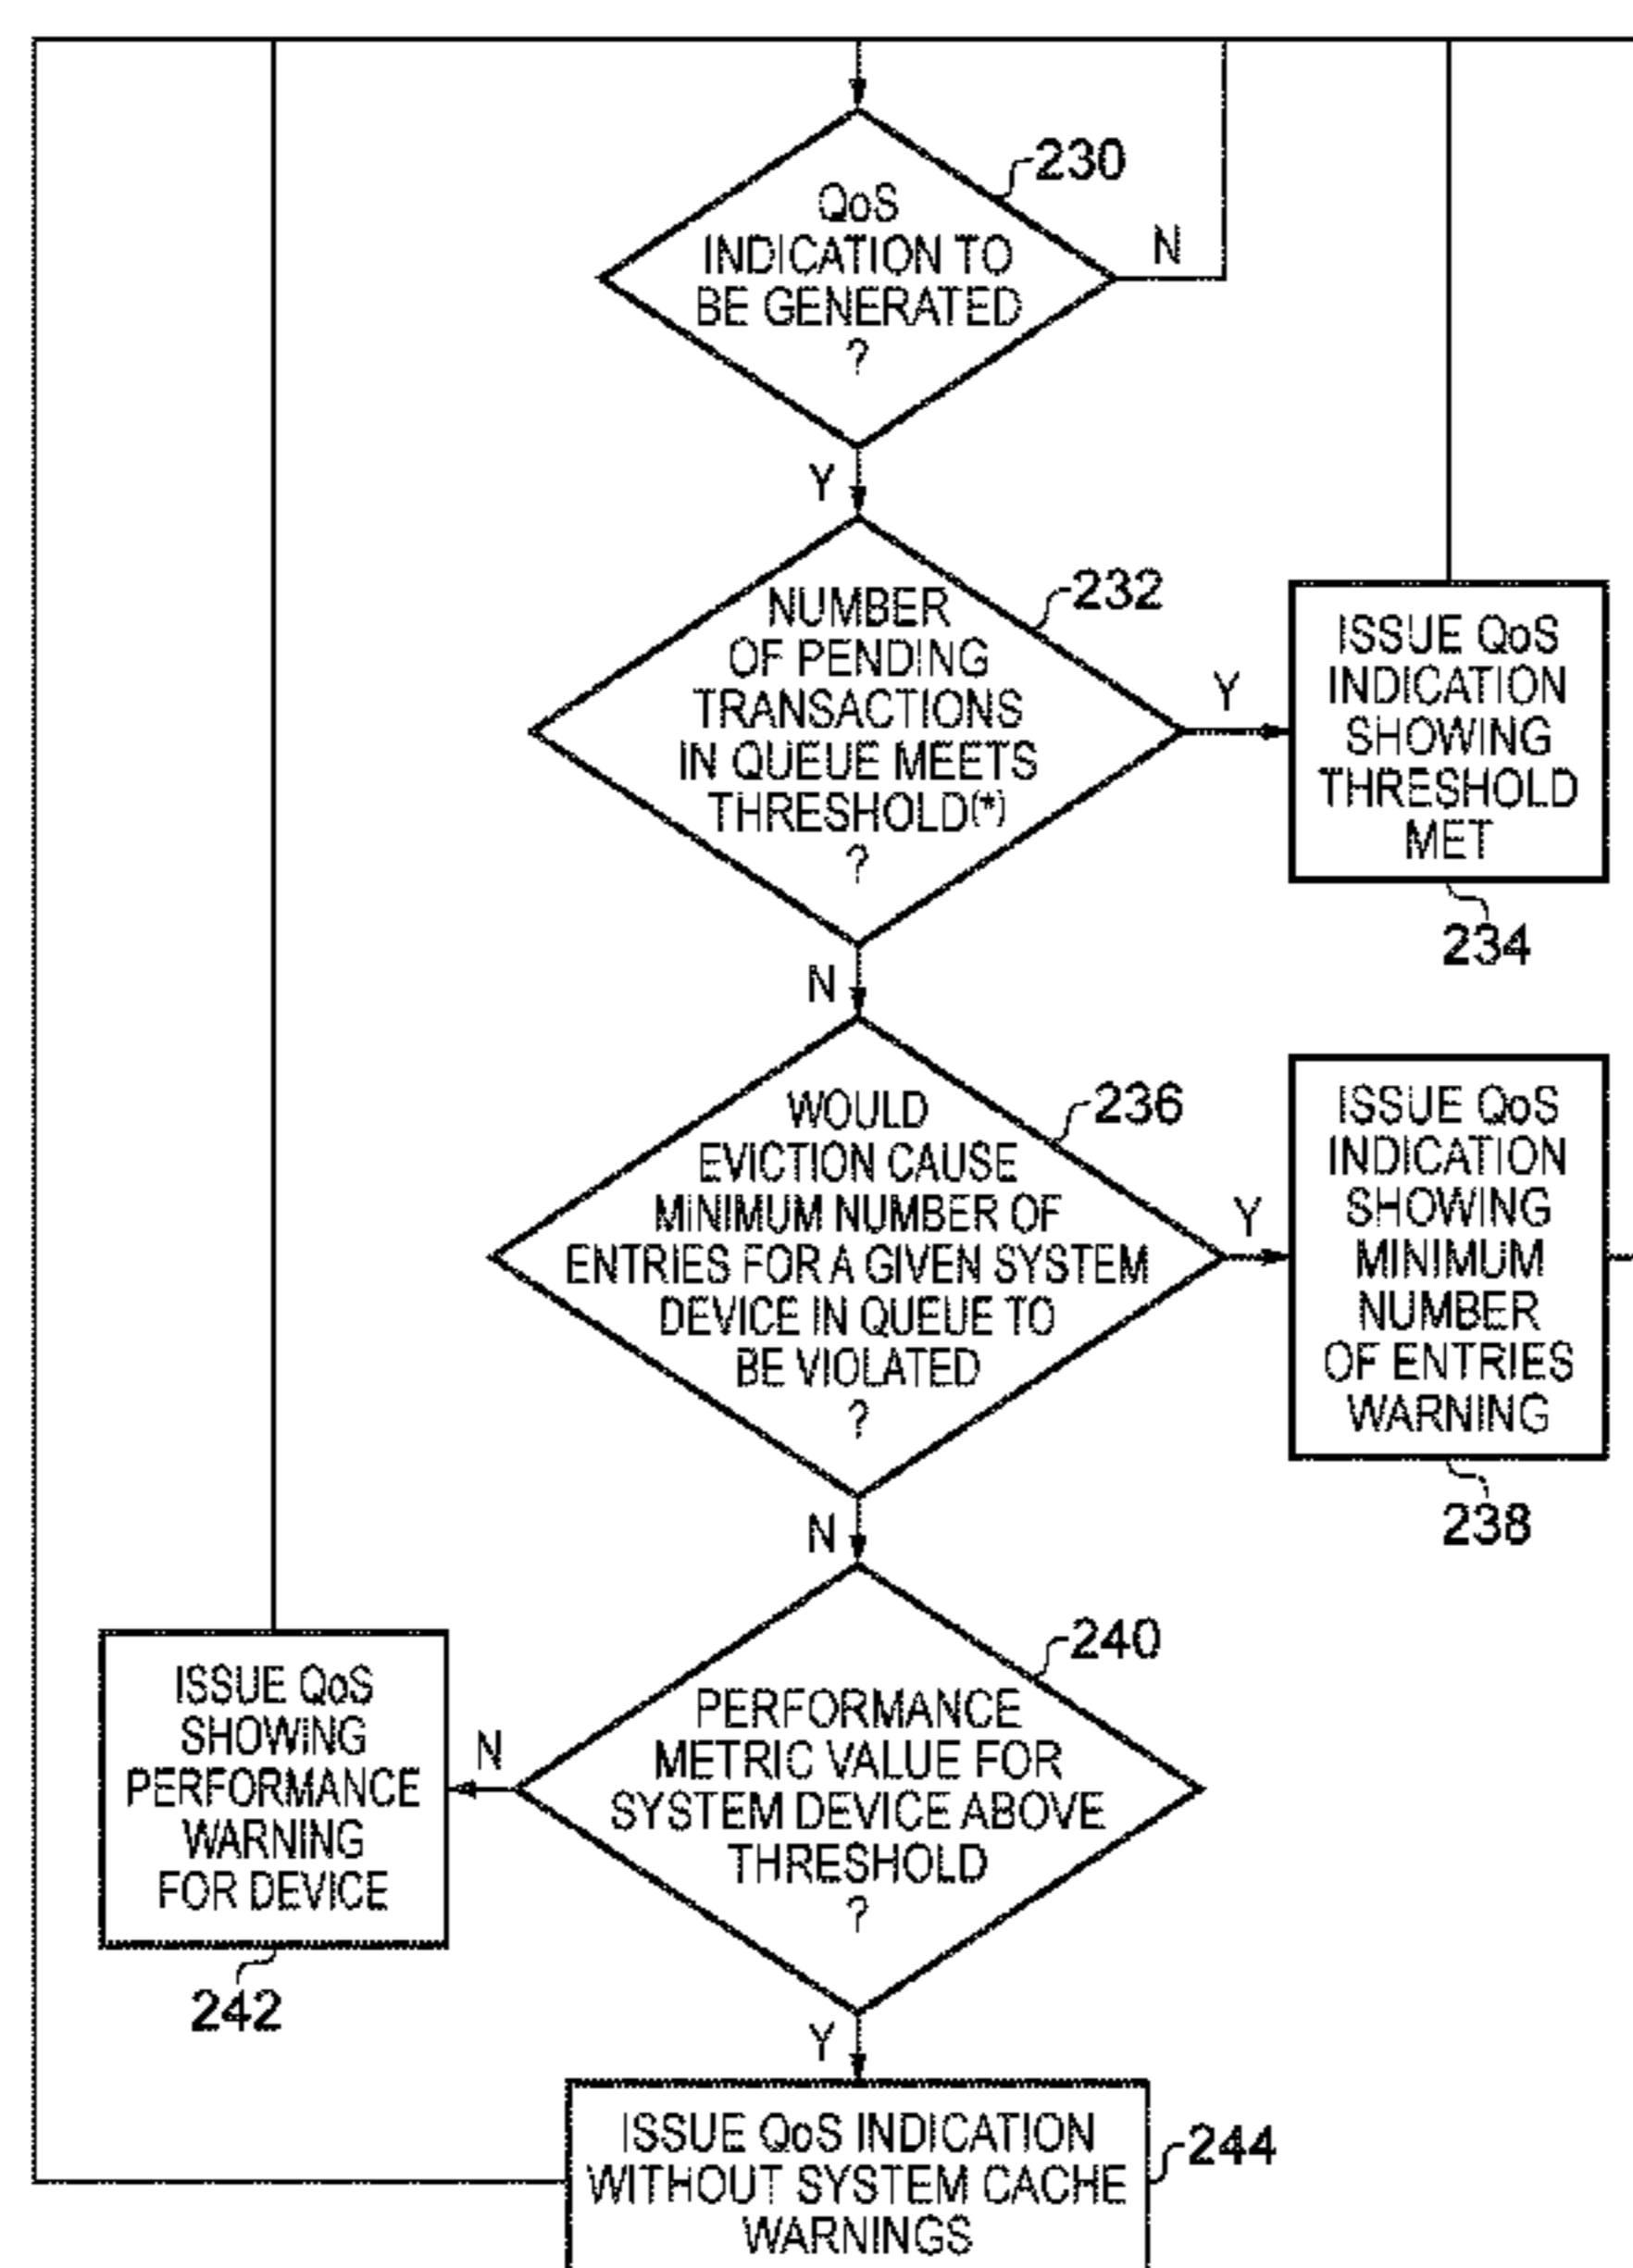 230
QoS
INDICATION TO
BE GENERATED
?
N
Y
232
NUMBER
OF PENDING
TRANSACTIONS
IN QUEUE MEETS
THRESHOLD(*)
?
Y
ISSUE QoS
INDICATION
SHOWING
THRESHOLD
MET
234
N
236
WOULD
EVICTION CAUSE
MINIMUM NUMBER OF
ENTRIES FOR A GIVEN SYSTEM
DEVICE IN QUEUE TO
BE VIOLATED
?
Y
ISSUE QoS
INDICATION
SHOWING
MINIMUM
NUMBER
OF ENTRIES
WARNING
238
N
240
PERFORMANCE
METRIC VALUE FOR
SYSTEM DEVICE ABOVE
THRESHOLD
?
N
ISSUE QoS
SHOWING
PERFORMANCE
WARNING
FOR DEVICE
242
Y
ISSUE QoS INDICATION
WITHOUT SYSTEM CACHE
WARNINGS
244